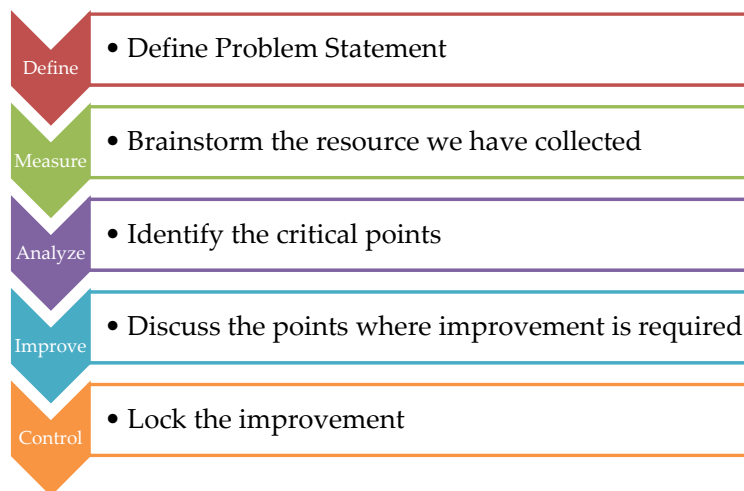 Define
• Define Problem Statement
Measure
• Brainstorm the resource we have collected
Analyze
• Identify the critical points
Improve
• Discuss the points where improvement is required
Control
• Lock the improvement